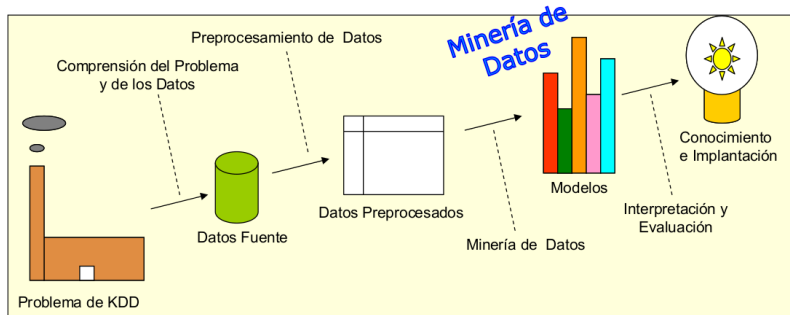 Minería de
Datos
Preprocesamiento de Datos
Comprensión del Problema
y de los Datos
Conocimiento
e Implantación
Modelos
Datos Preprocesados
Interpretación y
Evaluación
Datos Fuente
Minería de Datos
Problema de KDD